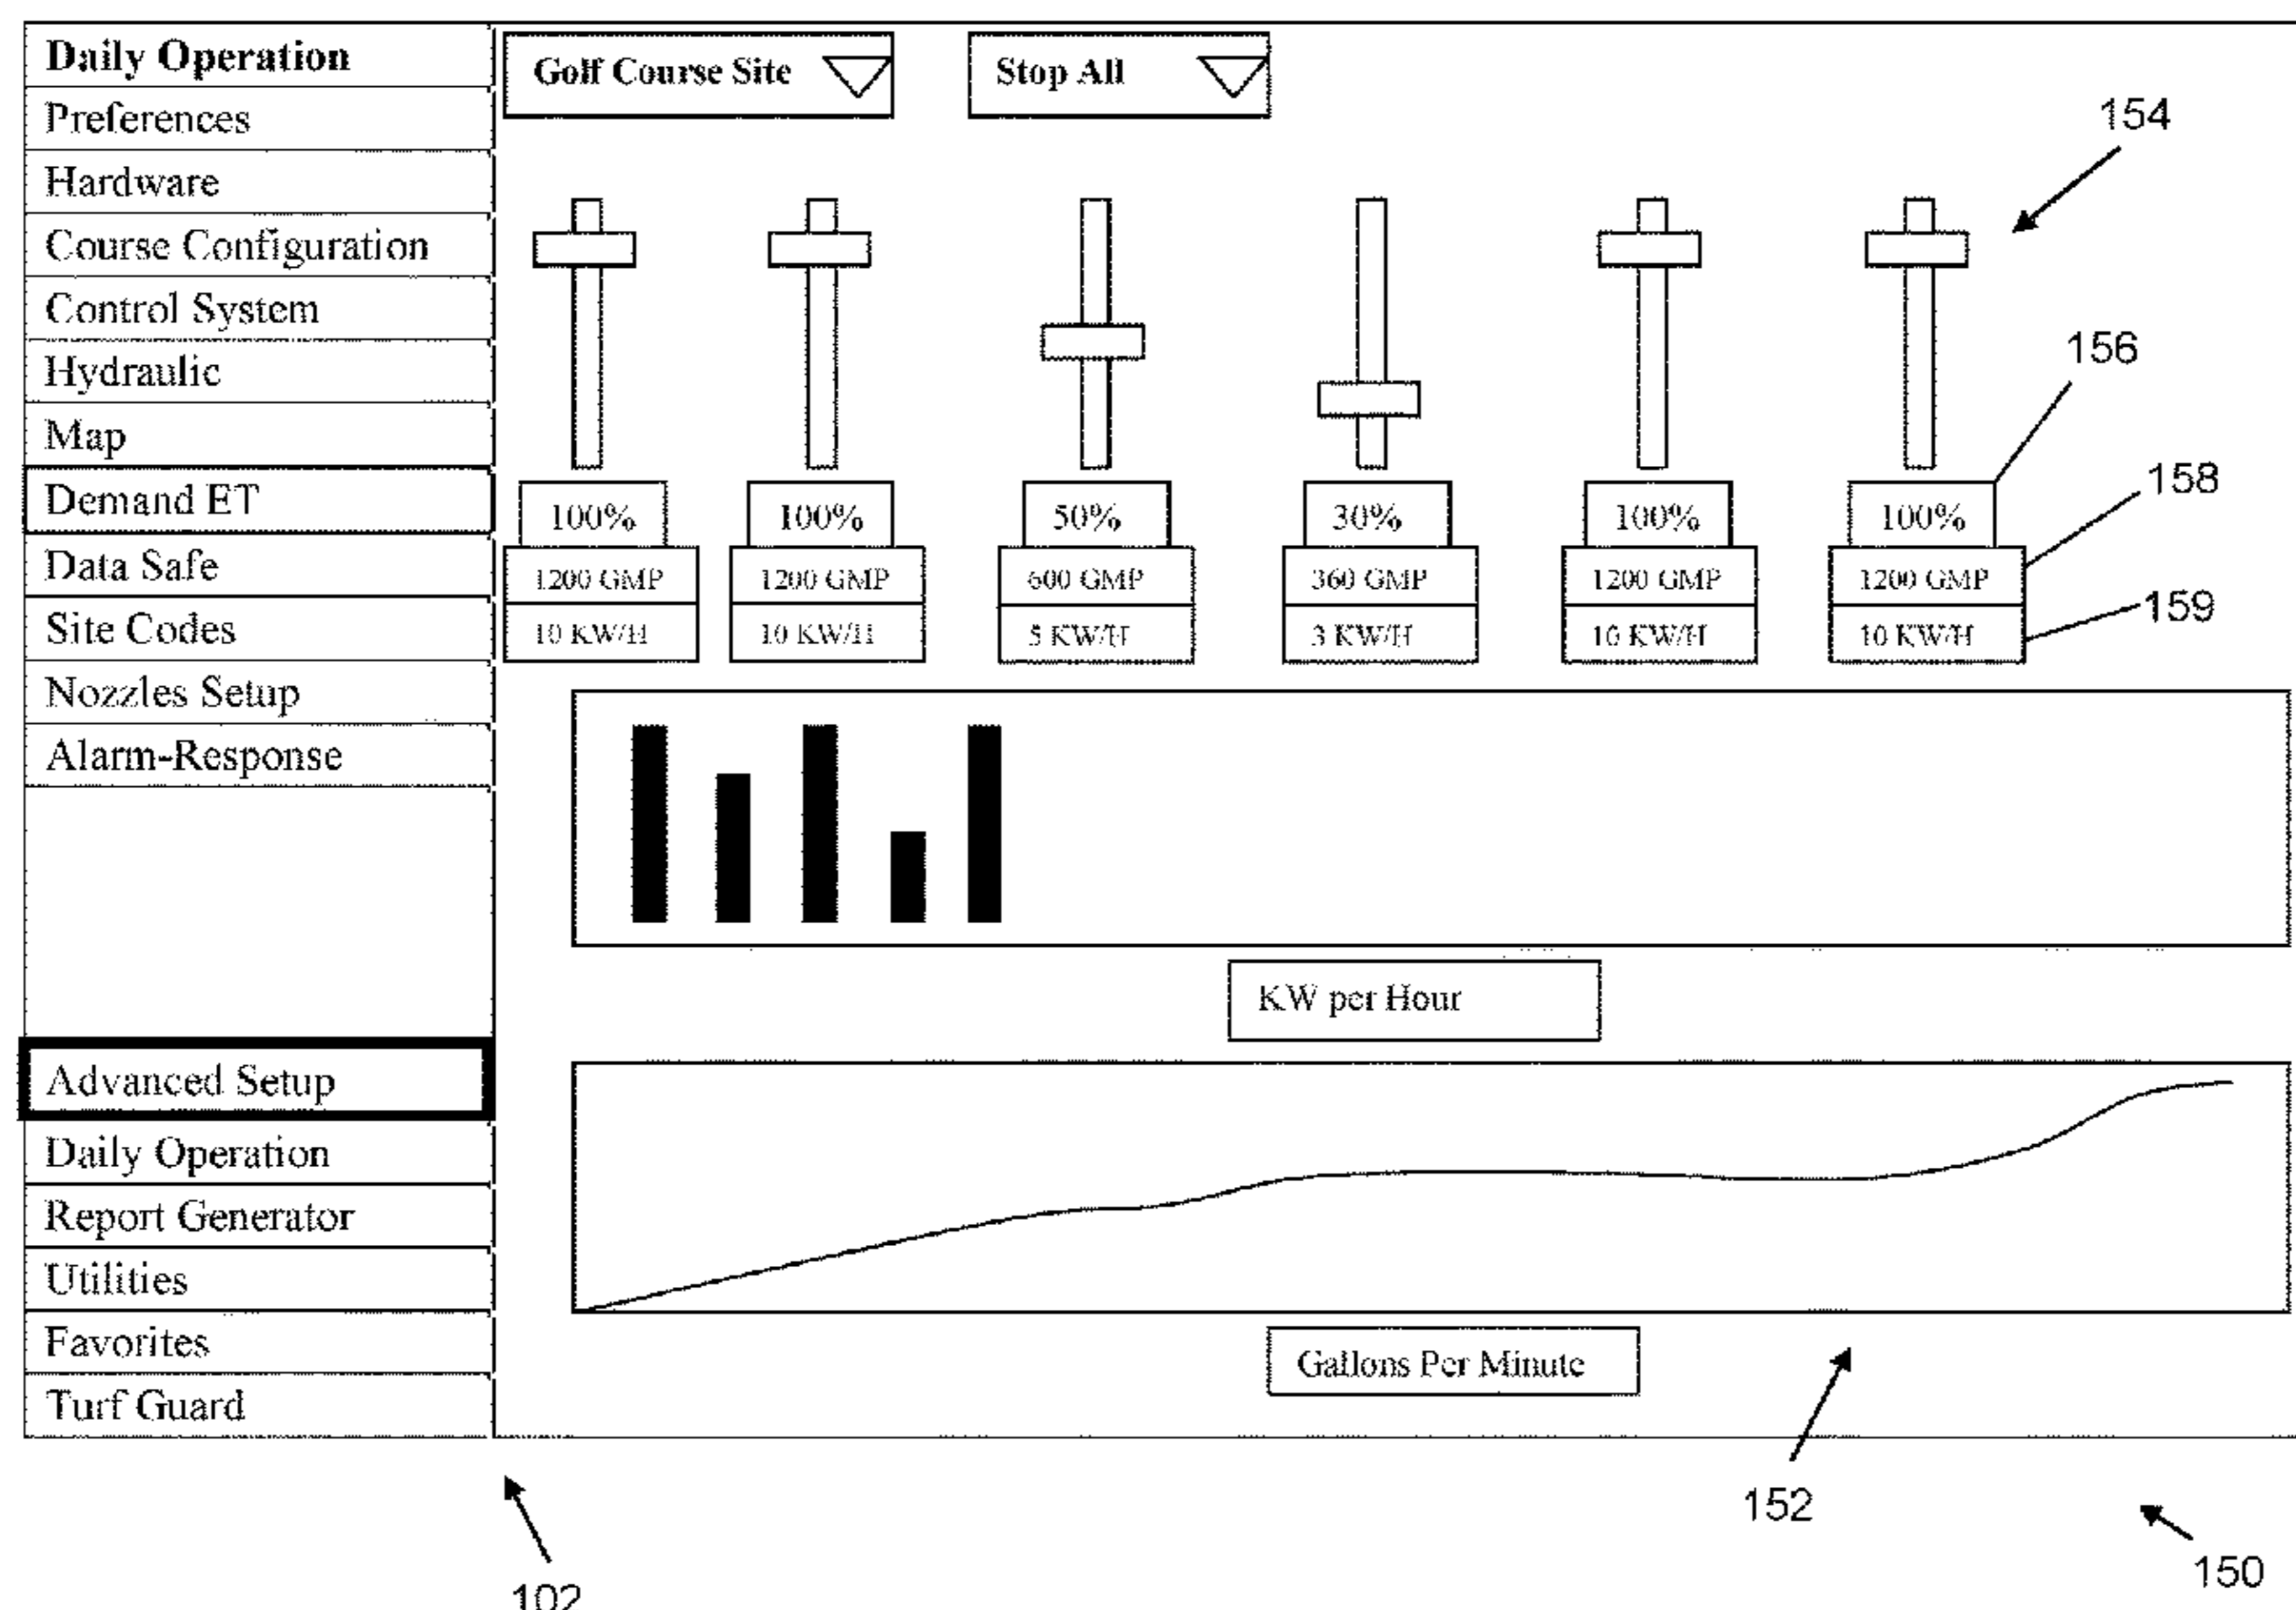 Daily Operation
Preferences
Hardware
Course Configuration
Control System
Hydraulic
Map
Demand ET
Data Safe
Site Codes
Nozzles Setup
Alarm-Response
Advanced Setup
Daily Operation
Report Generator
Utilities
Favorites
Turf Guard
Golf Course Site
Stop All
154
156
100% 100% 50% 30% 100% 100%
158
1200 GMP 1200 GMP 600 GMP 360 GMP 1200 GMP 1200 GMP
159
10 KW/H 10 KW/H 5 KW/H 3 KW/H 10 KW/H 10 KW/H
KW per Hour
Gallons Per Minute
152
150
102